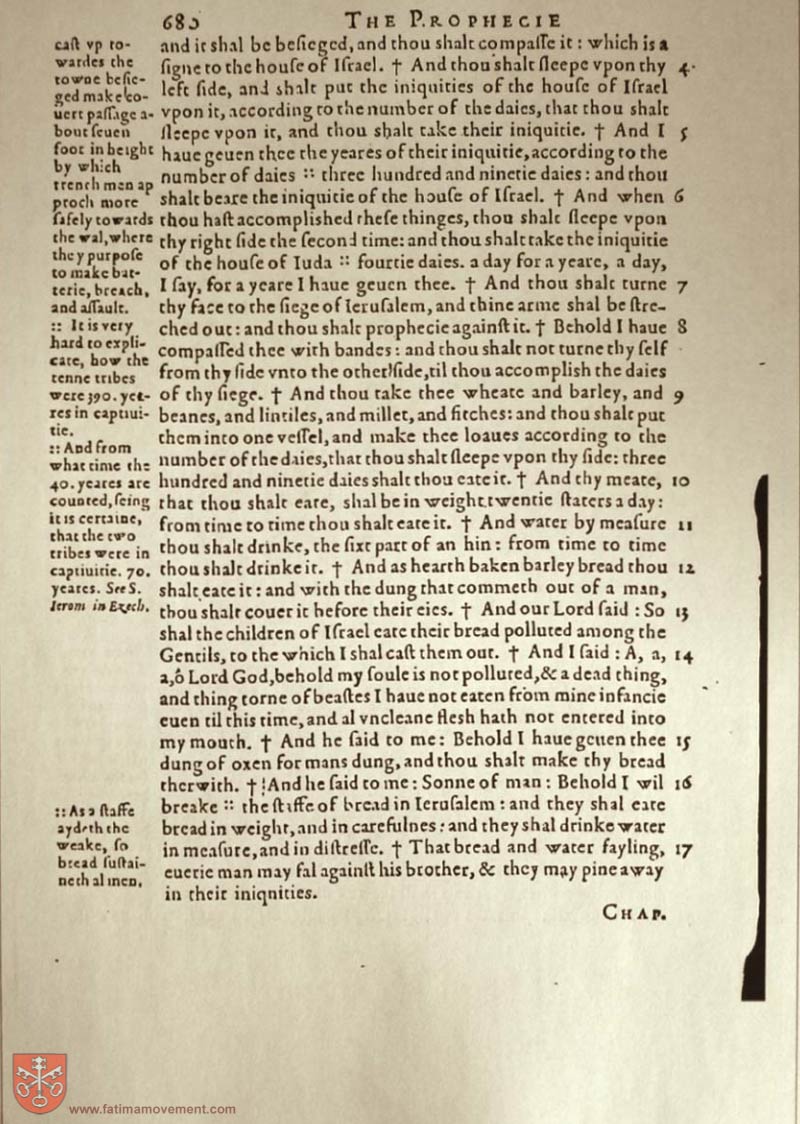 680
THE PROPHECIE
caſt vp to-
wardes the
towne beſie-
ged make co-
uert paſſage a-
bout ſeuen
foot in height
by which
trench men ap
proch more
ſafely towards
the wal, where
they purpoſe
to make bat-
terie, breach,
and aſſault.
:: It is very
hard to expli-
cate, how the
tenne tribes
were 390. yee-
res in captiui-
tie.
:: And from
what time the
40. yeares are
counted, ſeing
it is certaine,
that the two
tribes were in
captiuitie. 70.
yeares. See S.
Ierom in Ezech.
:: As a ſtaffe
aydeth the
weake, ſo
bread ſuſtai-
neth al men.
and it ſhal be beſieged, and thou ſhalt compaſſe it: which is a
ſigne to the houſe of Iſrael. † And thou ſhalt ſleepe vpon thy 4.
left ſide, and ſhalt put the iniquities of the houſe of Iſrael
vpon it, according to the number of the daies, that thou ſhalt
ſleepe vpon it, and thou ſhalt take their iniquitie. † And I 5
haue geuen thee the yeares of their iniquitie, according to the
number of daies :: three hundred and ninetie daies: and thou
ſhalt beare the iniquitie of the houſe of Iſrael. † And when 6
thou haſt accompliſhed theſe thinges, thou ſhalt ſleepe vpon
thy right ſide the ſecond time: and thou ſhalt take the iniquitie
of the houſe of Iuda :: fourtie daies. a day for a yeare, a day,
I ſay, for a yeare I haue geuen thee. † And thou ſhalt turne 7
thy face to the ſiege of Ieruſalem, and thine arme ſhal be ſtre-
ched out: and thou ſhalt prophecie againſt it. † Behold I haue 8
compaſſed thee with bandes: and thou ſhalt not turne thy ſelf
from thy ſide vnto the other ſide, til thou accompliſh the daies
of thy ſiege. † And thou take thee wheate and barley, and 9
beanes, and lintiles, and millet, and fitches: and thou ſhalt put
them into one veſſel, and make thee loaues according to the
number of the daies, that thou ſhalt ſleepe vpon thy ſide: three
hundred and ninetie daies ſhalt thou eate it. † And thy meate, 10
that thou ſhalt eate, ſhal be in weight twentie ſtaters a day:
from time to time thou ſhalt eate it. † And water by meaſure 11
thou ſhalt drinke, the ſixt part of an hin: from time to time
thou ſhalt drinke it. † And as hearth baken barley bread thou 12
ſhalt eate it: and with the dung that commeth out of a man,
thou ſhalt couer it before their eies. † And our Lord ſaid: So 13
ſhal the children of Iſrael eate their bread polluted among the
Gentils, to the which I ſhal caſt them out. † And I ſaid: A, a, 14
a, ô Lord God, behold my ſoule is not polluted, & a dead thing,
and thing torne of beaſtes I haue not eaten from mine infancie
euen til this time, and al vncleane fleſh hath not entered into
my mouth. † And he ſaid to me: Behold I haue geuen thee 15
dung of oxen for mans dung, and thou ſhalt make thy bread
therwith. † And he ſaid to me: Sonne of man: Behold I wil 16
breake :: the ſtaffe of bread in Ieruſalem: and they ſhal eate
bread in weight, and in carefulnes: and they ſhal drinke water
in meaſure, and in diſtreſſe. † That bread and water fayling, 17
euerie man may fal againſt his brother, & they may pine away
in their iniqnities.
CHAP.
www.fatimamovement.com